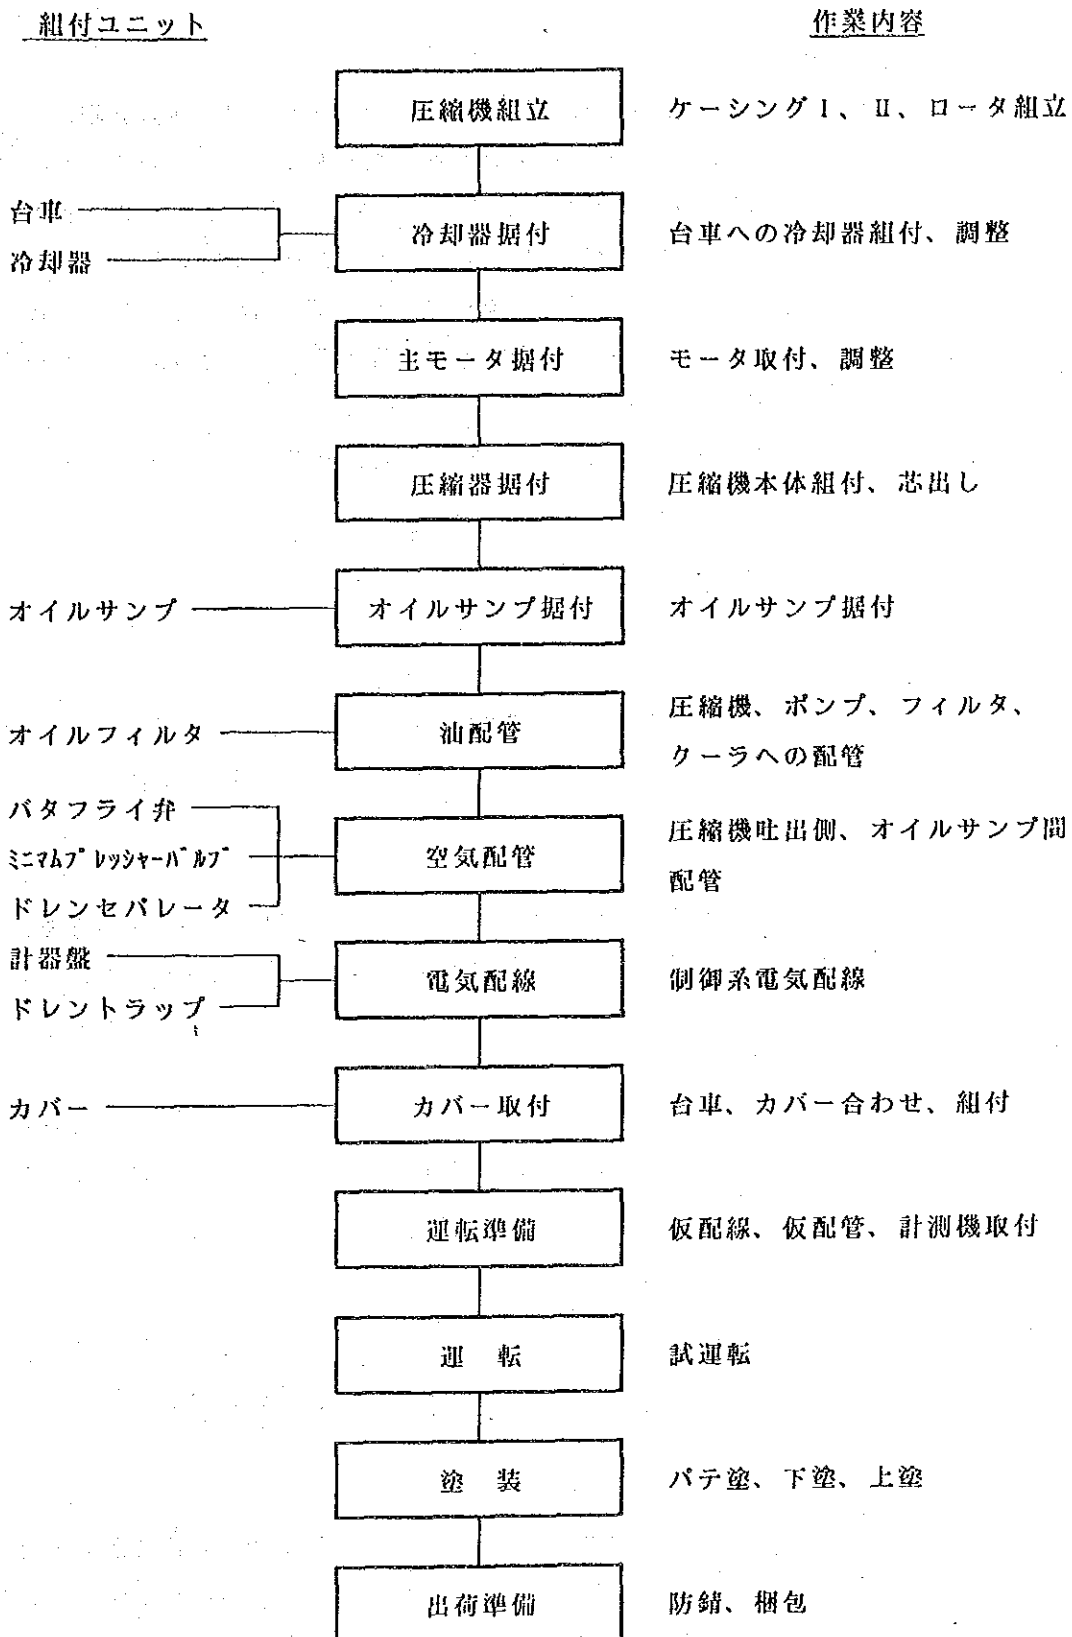 組付ユニット
作業内容
圧縮機組立
ケーシングⅠ、Ⅱ、ロータ組立
台車
冷却器
冷却器据付
台車への冷却器組付、調整
主モータ据付
モータ取付、調整
圧縮器据付
圧縮機本体組付、芯出し
オイルサンプ
オイルサンプ据付
オイルサンプ据付
オイルフィルタ
油配管
圧縮機、ポンプ、フィルタ、
クーラへの配管
バタフライ弁
ミニマムプレッシャーバルブ
ドレンセパレータ
空気配管
圧縮機吐出側、オイルサンプ間
配管
計器盤
ドレントラップ
電気配線
制御系電気配線
カバー
カバー取付
台車、カバー合わせ、組付
運転準備
仮配線、仮配管、計測機取付
運 転
試運転
塗 装
パテ塗、下塗、上塗
出荷準備
防錆、梱包